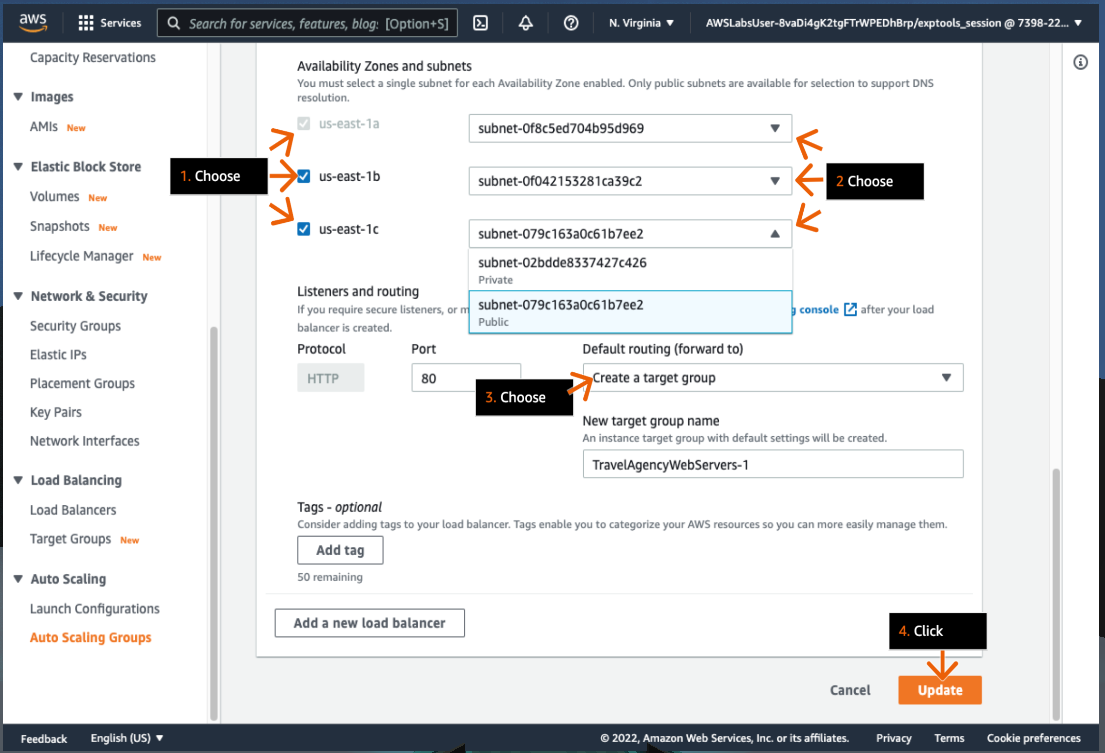 aws
Services
Search for services, features, blogs [Option+S]
N. Virginia
AWSLabsUser-8vaDi4gK2tgFTrWPEDhBrp/exptools_session @ 7398-22...
Capacity Reservations
Images
AMIs New
Elastic Block Store
Volumes New
Snapshots New
Lifecycle Manager New
Network & Security
Security Groups
Elastic IPs
Placement Groups
Key Pairs
Network Interfaces
Load Balancing
Load Balancers
Target Groups New
Auto Scaling
Launch Configurations
Auto Scaling Groups
Availability Zones and subnets
You must select a single subnet for each Availability Zone enabled. Only public subnets are available for selection to support DNS
resolution.
us-east-1a
subnet-0f8c5ed704b95d969
1. Choose
us-east-1b
subnet-0f042153281ca39c2
2 Choose
us-east-1c
subnet-079c163a0c61b7ee2
subnet-02bdde8337427c426
Private
subnet-079c163a0c61b7ee2
Public
Listeners and routing
If you require secure listeners, or m
g console after your load
balancer is created.
Protocol
Port
Default routing (forward to)
HTTP
80
3. Choose
Create a target group
New target group name
An instance target group with default settings will be created.
TravelAgencyWebServers-1
Tags - optional
Consider adding tags to your load balancer. Tags enable you to categorize your AWS resources so you can more easily manage them.
Add tag
50 remaining
Add a new load balancer
4. Click
Cancel
Update
Feedback
English (US)
© 2022, Amazon Web Services, Inc. or its affiliates.
Privacy
Terms
Cookie preferences